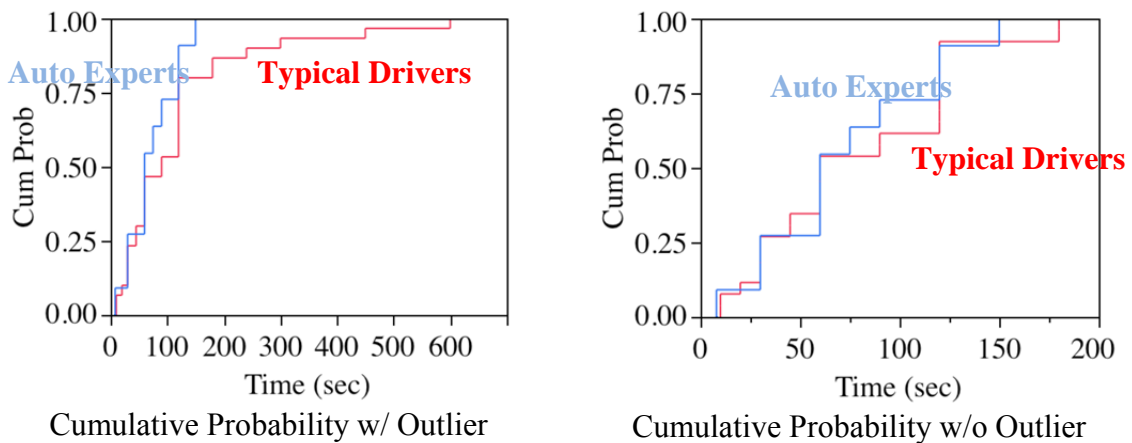 1.00
0.75
0.50
0.25
0.00
Cum Prob
Auto Experts
Typical Drivers
0 100 200 300 400 500 600
Time (sec)
Cumulative Probability w/ Outlier
1.00
0.75
0.50
0.25
0.00
Cum Prob
Auto Experts
Typical Drivers
0 50 100 150 200
Time (sec)
Cumulative Probability w/o Outlier